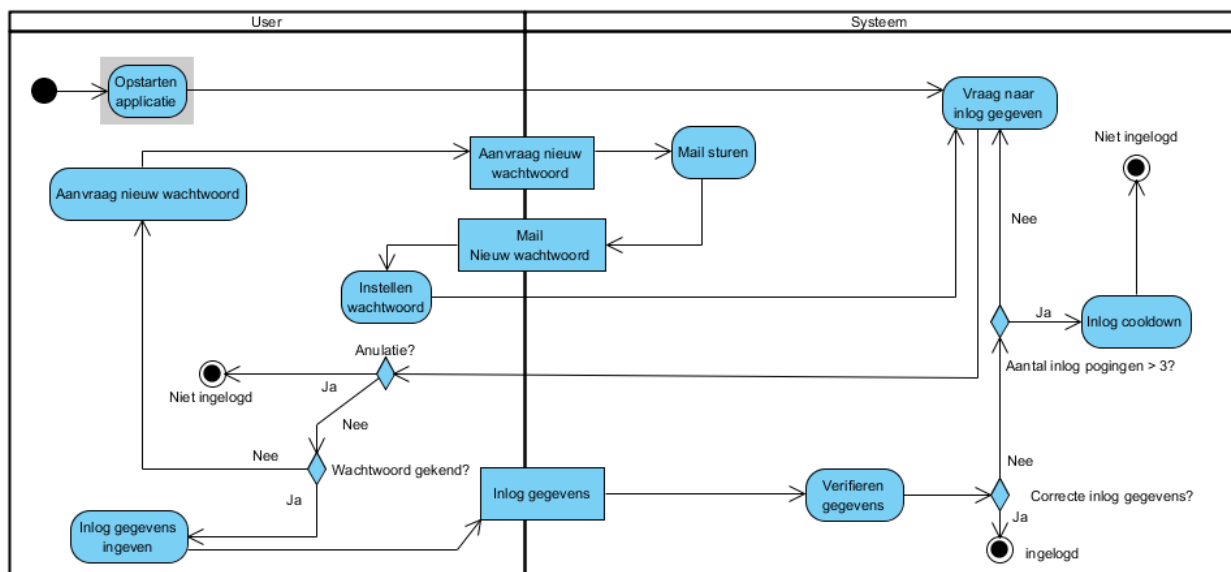 User
Systeem
Opstarten
applicatie
Vraag naar
inlog gegeven
Aanvraag nieuw
wachtwoord
Mail sturen
Niet ingelogd
Aanvraag nieuw wachtwoord
Nee
Mail
Nieuw wachtwoord
Instellen
wachtwoord
Ja
Inlog cooldown
Anulatie?
Aantal inlog pogingen > 3?
Ja
Niet ingelogd
Nee
Nee
Wachtwoord gekend?
Nee
Ja
Inlog gegevens
Verifieren
gegevens
Correcte inlog gegevens?
Ja
Inlog gegevens
ingeven
ingelogd